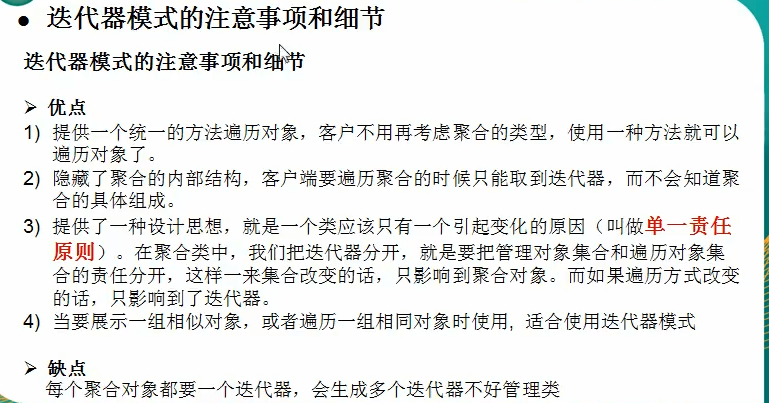 ● 迭代器模式的注意事项和细节
迭代器模式的注意事项和细节
➢ 优点
1) 提供一个统一的方法遍历对象，客户不用再考虑聚合的类型，使用一种方法就可以
遍历对象了。
2) 隐藏了聚合的内部结构，客户端要遍历聚合的时候只能取到迭代器，而不会知道聚
合的具体组成。
3) 提供了一种设计思想，就是一个类应该只有一个引起变化的原因（叫做单一责任
原则）。在聚合类中，我们把迭代器分开，就是要把管理对象集合和遍历对象集
合的责任分开，这样一来集合改变的话，只影响到聚合对象。而如果遍历方式改变
的话，只影响到了迭代器。
4) 当要展示一组相似对象，或者遍历一组相同对象时使用, 适合使用迭代器模式
➢ 缺点
每个聚合对象都要一个迭代器，会生成多个迭代器不好管理类